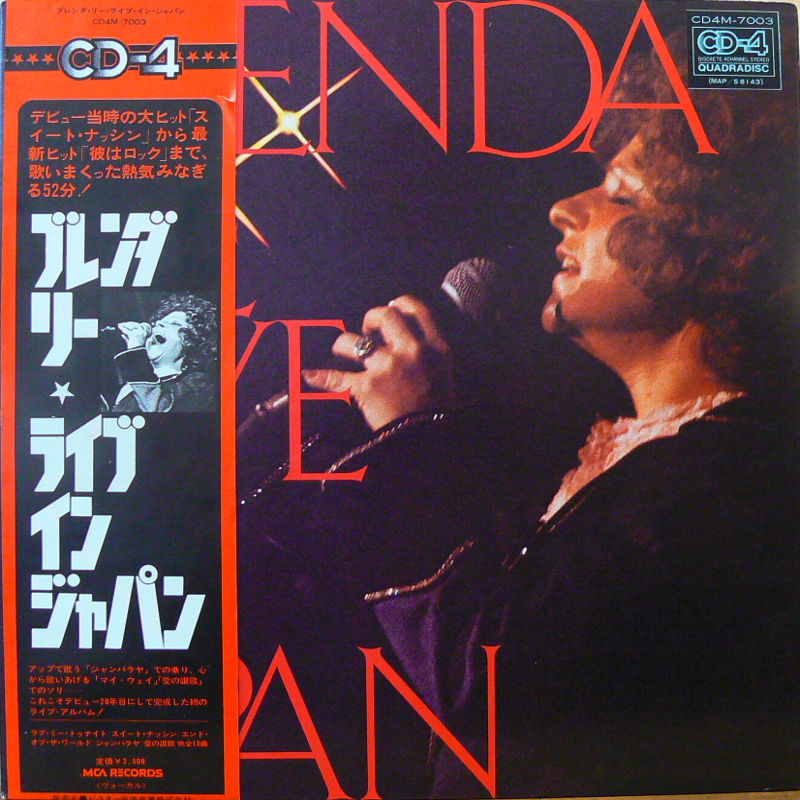 ブレンダ・リー/ライブ・イン・ジャパン
CD4M/7003
CD-4
デビュー当時の大ヒット「ス
イート・ナッシン」から最
新ヒット「彼はロック」まで、
歌いまくった熱気みなぎ
る52分!
ブレンダ
リー
★
ライブ
イン
ジャパン
アップで歌う「ジャンバラヤ」での乗り、心
から歌いあげる「マイ・ウェイ」「愛の讃歌」
でのソリ……
これこそデビュー20年目にして完成した初の
ライブ・アルバム!
ラブ・ミー・トゥナイト/スイート・ナッシン/エンド・
オブ・ザ・ワールド ジャンバラヤ 愛の讃歌 他全18曲
定価¥2,500
MCA RECORDS
〈ヴォーカル〉
ENDA
VE
PAN
CD4M-7003
CD-4
DISCRETE 4CHANNEL STEREO
QUADRADISC
(MAP/S8143)